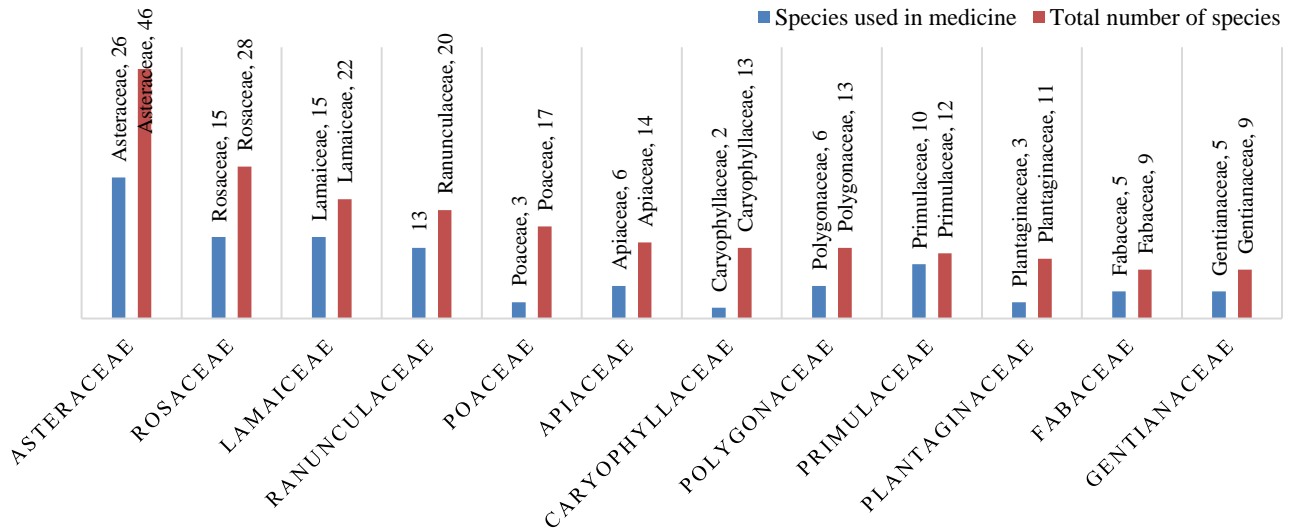 Species used in medicine
Total number of species
Asteraceae, 26
Asteraceae, 46
Rosaceae, 15
Rosaceae, 28
Lamaiceae, 15
Lamaiceae, 22
13
Ranunculaceae, 20
Poaceae, 3
Poaceae, 17
Apiaceae, 6
Apiaceae, 14
Caryophyllaceae, 2
Caryophyllaceae, 13
Polygonaceae, 6
Polygonaceae, 13
Primulaceae, 10
Primulaceae, 12
Plantaginaceae, 3
Plantaginaceae, 11
Fabaceae, 5
Fabaceae, 9
Gentianaceae, 5
Gentianaceae, 9
ASTERACEAE
ROSACEAE
LAMAICEAE
RANUNCULACEAE
POACEAE
APIACEAE
CARYOPHYLLACEAE
POLYGONACEAE
PRIMULACEAE
PLANTAGINACEAE
FABACEAE
GENTIANACEAE